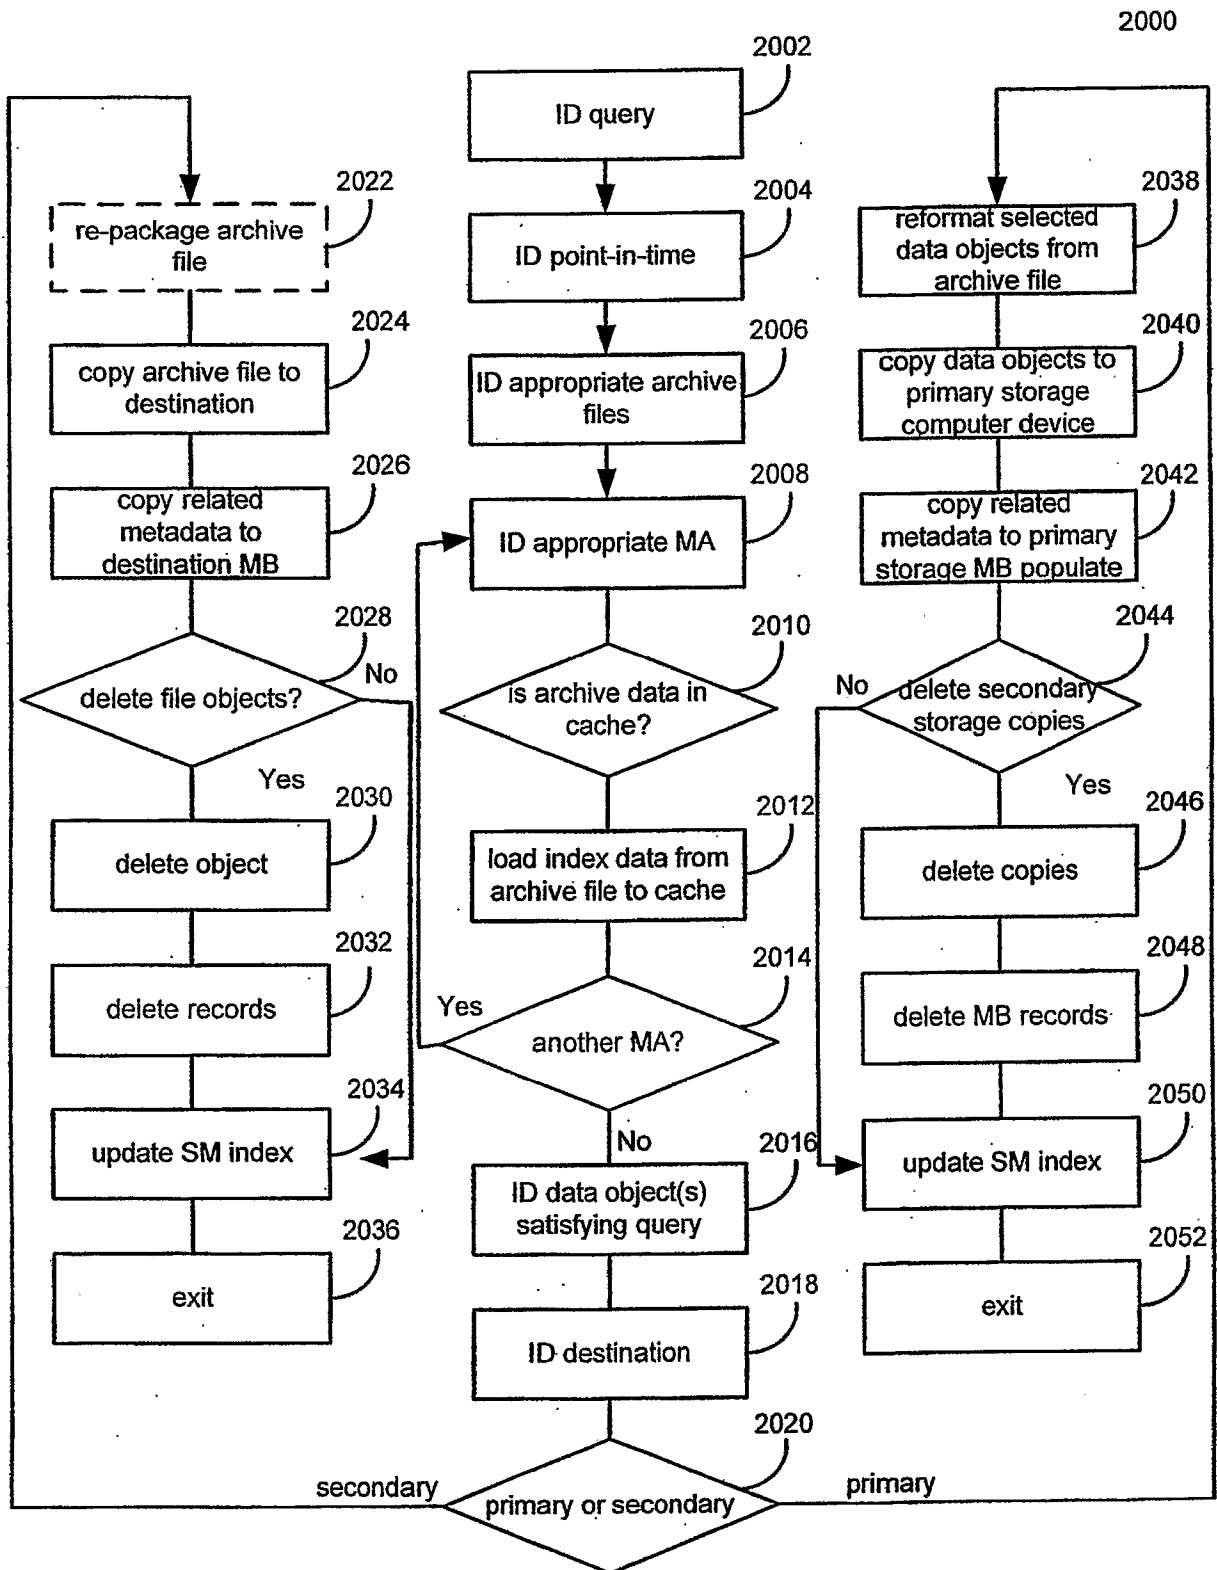 2000
2002
ID query
2004
ID point-in-time
2006
ID appropriate archive
files
2008
ID appropriate MA
2010
is archive data in
cache?
2012
load index data from
archive file to cache
2014
Yes
another MA?
No
2016
ID data object(s)
satisfying query
2018
ID destination
2020
secondary
primary or secondary
primary
2022
re-package archive
file
2024
copy archive file to
destination
2026
copy related
metadata to
destination MB
2028
No
delete file objects?
Yes
2030
delete object
2032
delete records
2034
update SM index
2036
exit
2038
reformat selected
data objects from
archive file
2040
copy data objects to
primary storage
computer device
2042
copy related
metadata to primary
storage MB populate
2044
No
delete secondary
storage copies
Yes
2046
delete copies
2048
delete MB records
2050
update SM index
2052
exit